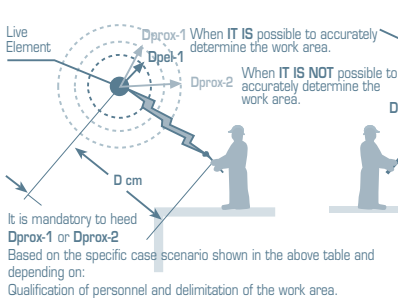 Live
Element
Dprox-1 When IT IS possible to accurately
determine the work area.
Dpel-1
Dprox-2
When IT IS NOT possible to
accurately determine the
work area.
D
D cm
It is mandatory to heed
Dprox-1 or Dprox-2
Based on the specific case scenario shown in the above table and
depending on:
Qualification of personnel and delimitation of the work area.